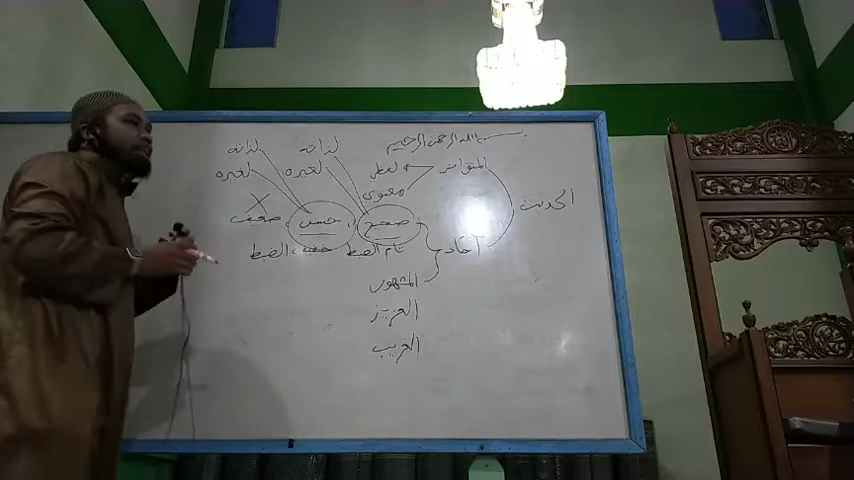 بسم الله الرحمن الرحيم
لذاته لذاته
المتواتر لفظي لغيره لغيره
معنوي
الحديث
صحيح حسن ضعيف
آحاد تام الضبط خفيف الضبط
المشهور
العزيز
الغريب